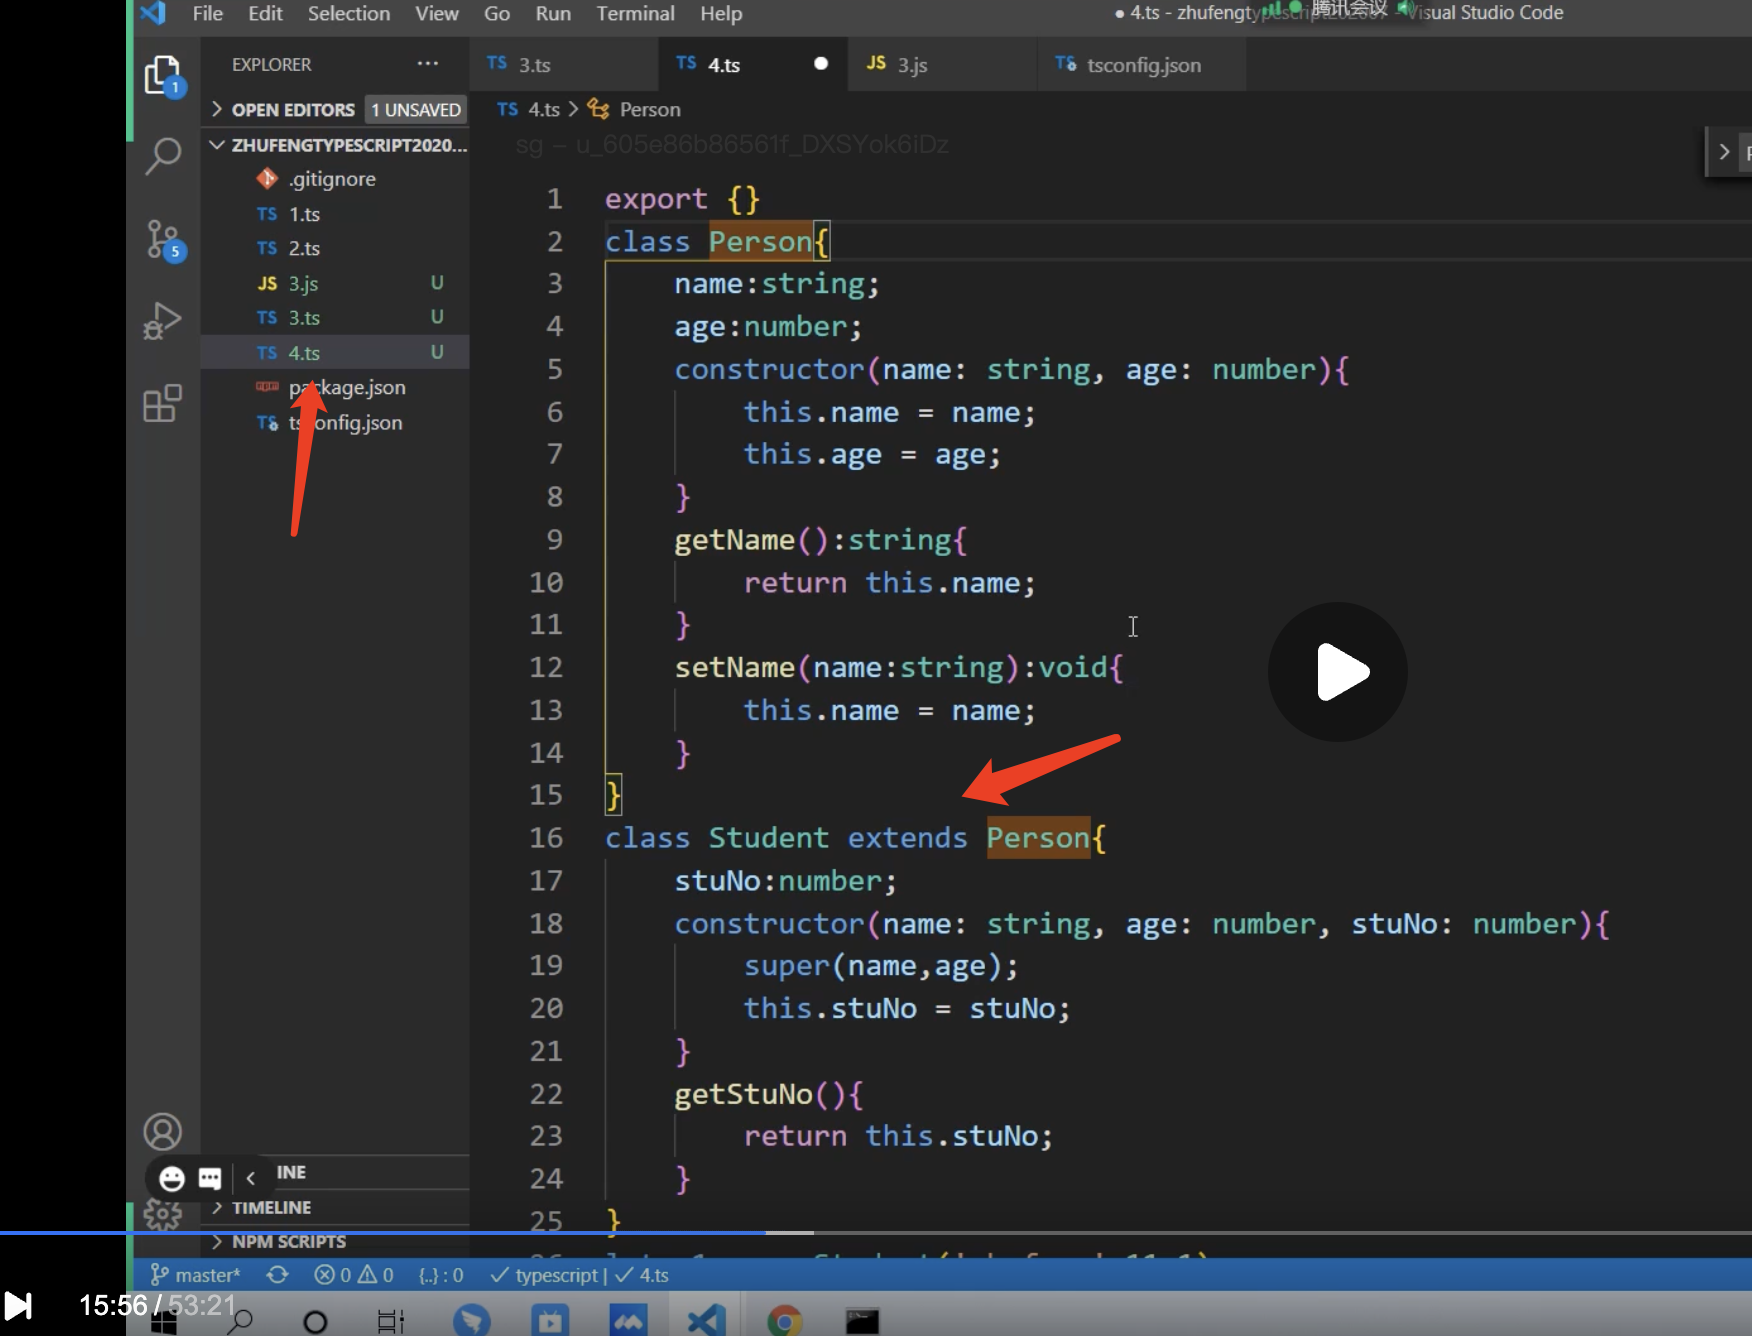 File Edit Selection View Go Run Terminal Help
● 4.ts - zhufengtypescript2020
腾讯会议
Visual Studio Code
EXPLORER ···
TS 3.ts
TS 4.ts
JS 3.js
TS tsconfig.json
OPEN EDITORS 1 UNSAVED
TS 4.ts > Person
sg – u_605e86b86561f_DXSYok6iDz
ZHUFENGTYPESCRIPT2020...
.gitignore
TS 1.ts
TS 2.ts
JS 3.js U
TS 3.ts U
TS 4.ts U
package.json
TS tsconfig.json
1
5
1 export {}
2 class Person{
3 name:string;
4 age:number;
5 constructor(name: string, age: number){
6 this.name = name;
7 this.age = age;
8 }
9 getName():string{
10 return this.name;
11 }
12 setName(name:string):void{
13 this.name = name;
14 }
15 }
16 class Student extends Person{
17 stuNo:number;
18 constructor(name: string, age: number, stuNo: number){
19 super(name,age);
20 this.stuNo = stuNo;
21 }
22 getStuNo(){
23 return this.stuNo;
24 }
25 }
INE
TIMELINE
NPM SCRIPTS
master* 0 0 {..} : 0 ✓ typescript | ✓ 4.ts
15:56 / 53:21